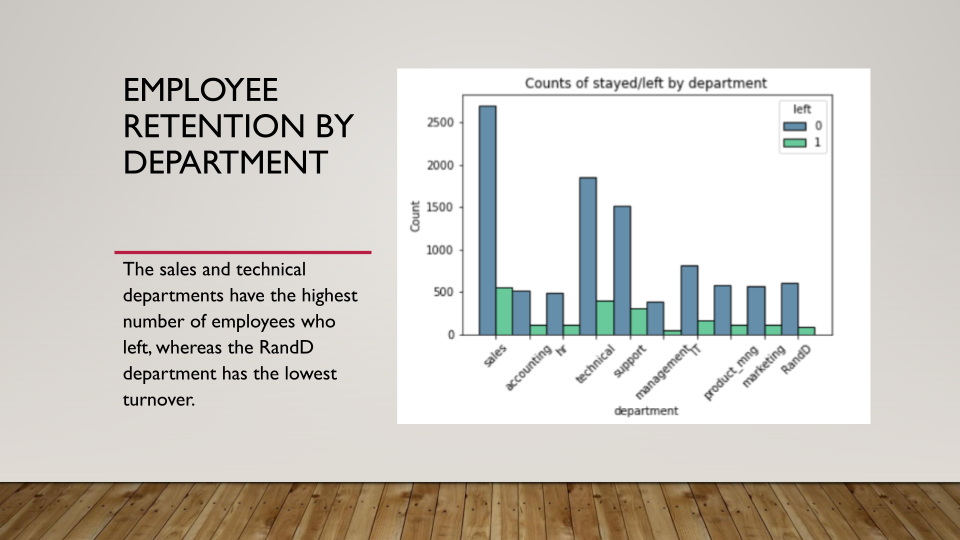 EMPLOYEE
RETENTION BY
DEPARTMENT
The sales and technical
departments have the highest
number of employees who
left, whereas the RandD
department has the lowest
turnover.
Counts of stayed/left by department
left
0
1
Count
2500
2000
1500
1000
500
0
sales
accounting
hr
technical
support
management
IT
product_mng
marketing
RandD
department